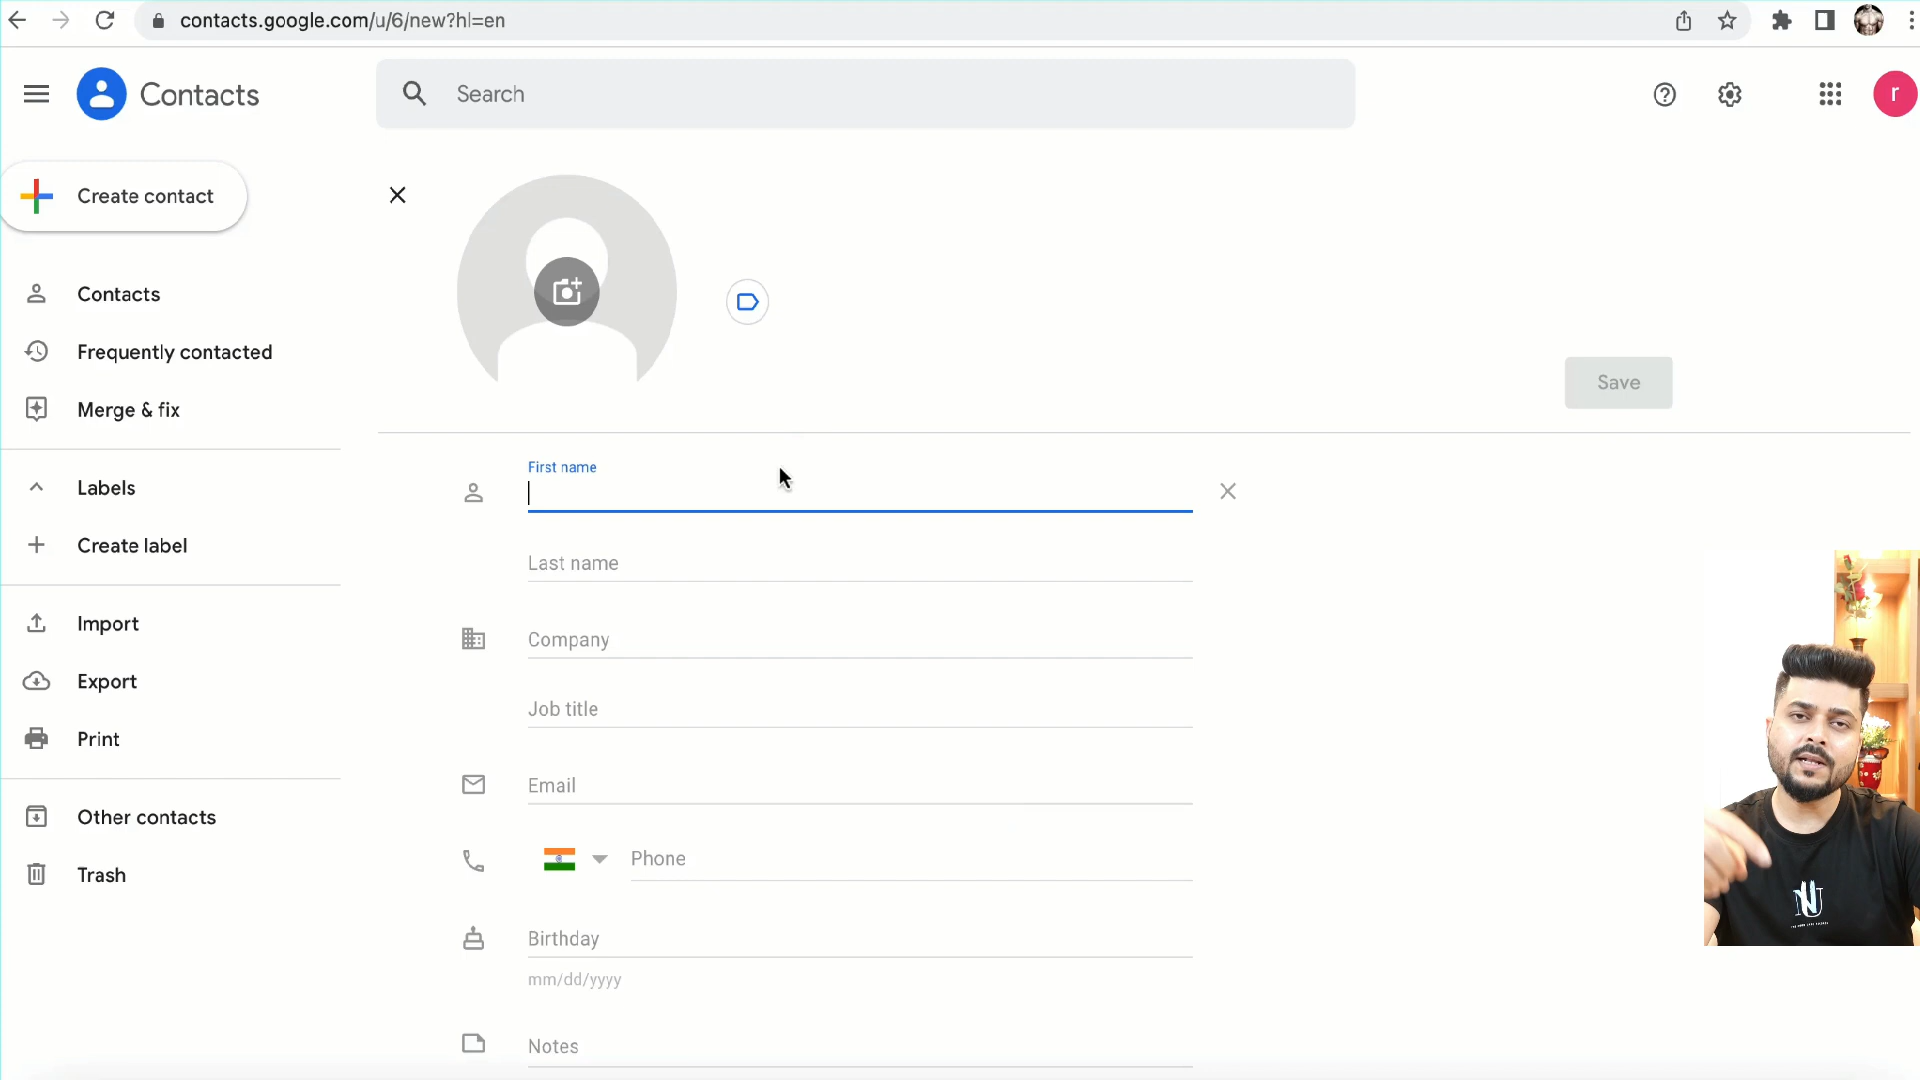 contacts.google.com/u/6/new?hl=en
Contacts
Search
r
Create contact
Contacts
Frequently contacted
Merge & fix
Labels
Create label
Import
Export
Print
Other contacts
Trash
Save
First name
Last name
Company
Job title
Email
Phone
Birthday
mm/dd/yyyy
Notes